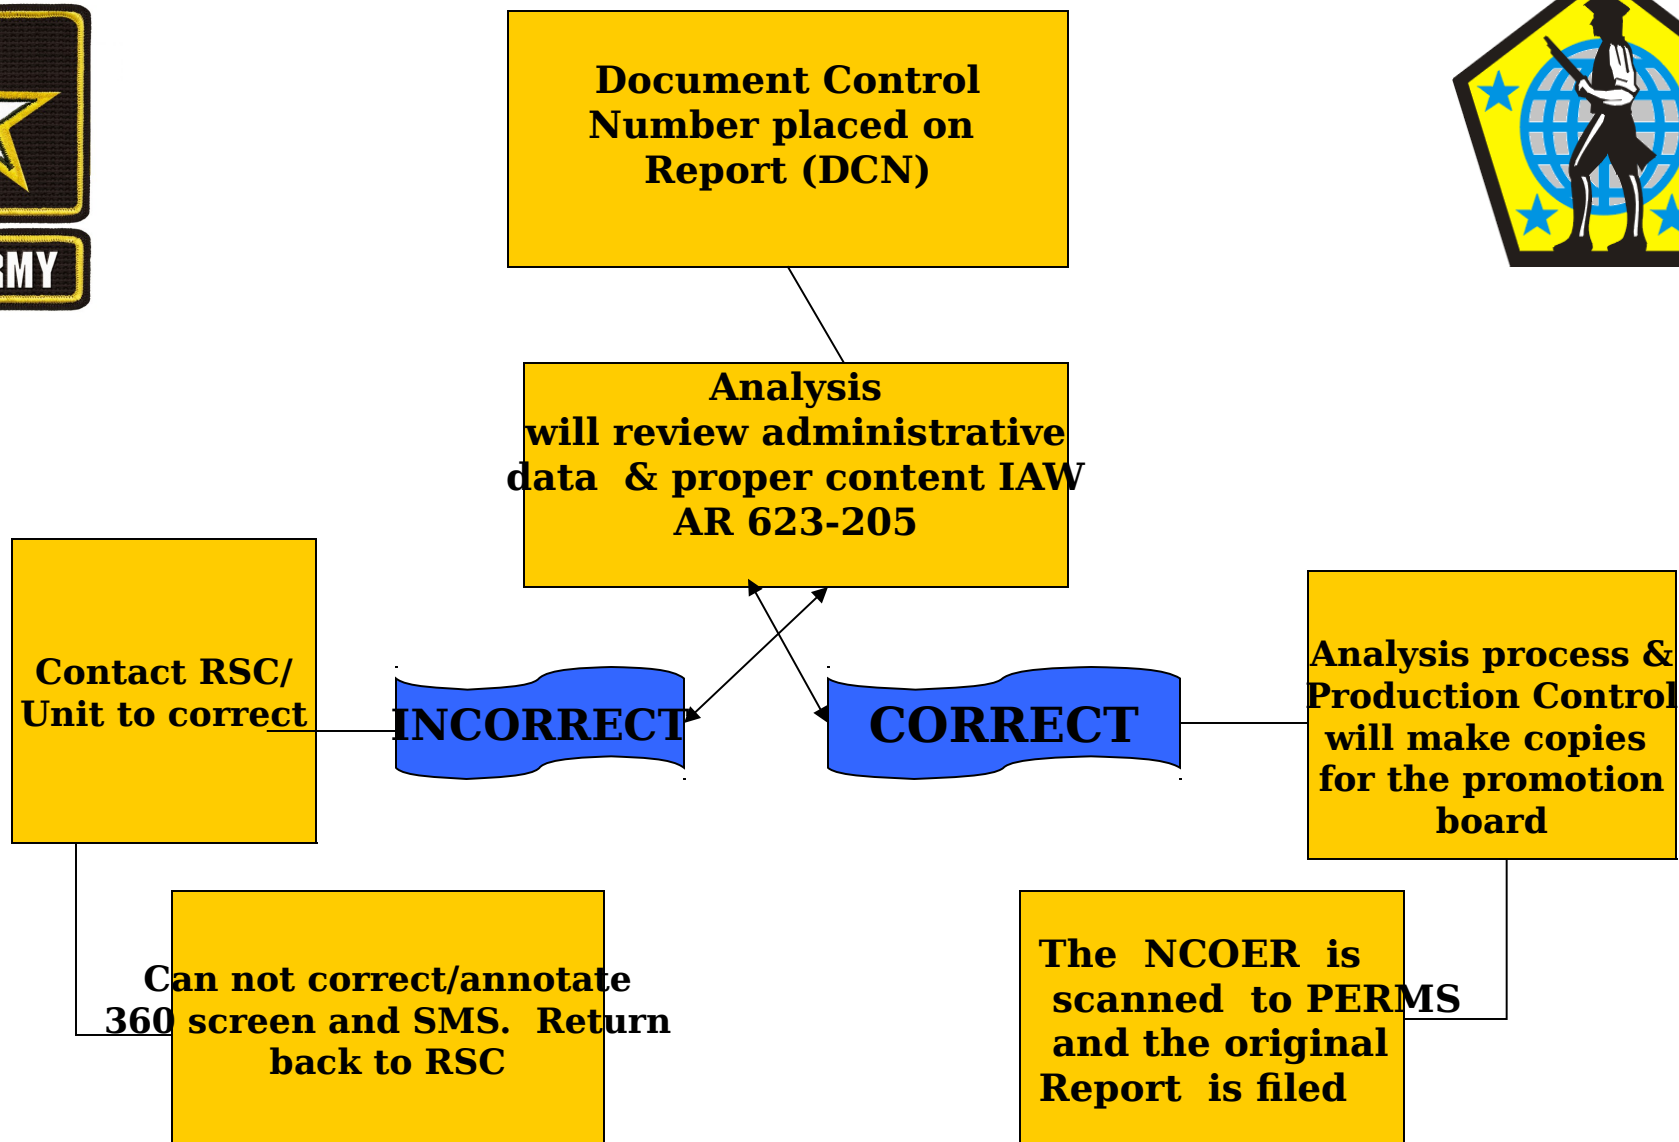 Document Control
Number placed on
Report (DCN)
RMY
Analysis
will review administrative
data & proper content IAW
AR 623-205
Contact RSC/
Unit to correct
INCORRECT
CORRECT
Analysis process &
Production Control
will make copies
for the promotion
board
Can not correct/annotate
360 screen and SMS. Return
back to RSC
The NCOER is
scanned to PERMS
and the original
Report is filed